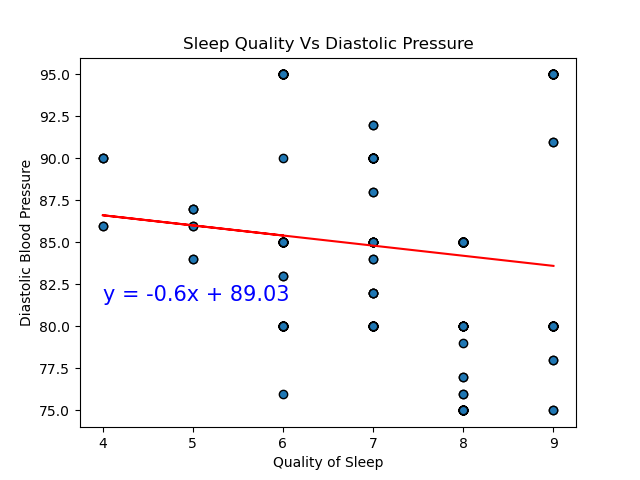 Sleep Quality Vs Diastolic Pressure
95.0
92.5
90.0
87.5
85.0
82.5
80.0
77.5
75.0
Diastolic Blood Pressure
y = -0.6x + 89.03
4 5 6 7 8 9
Quality of Sleep